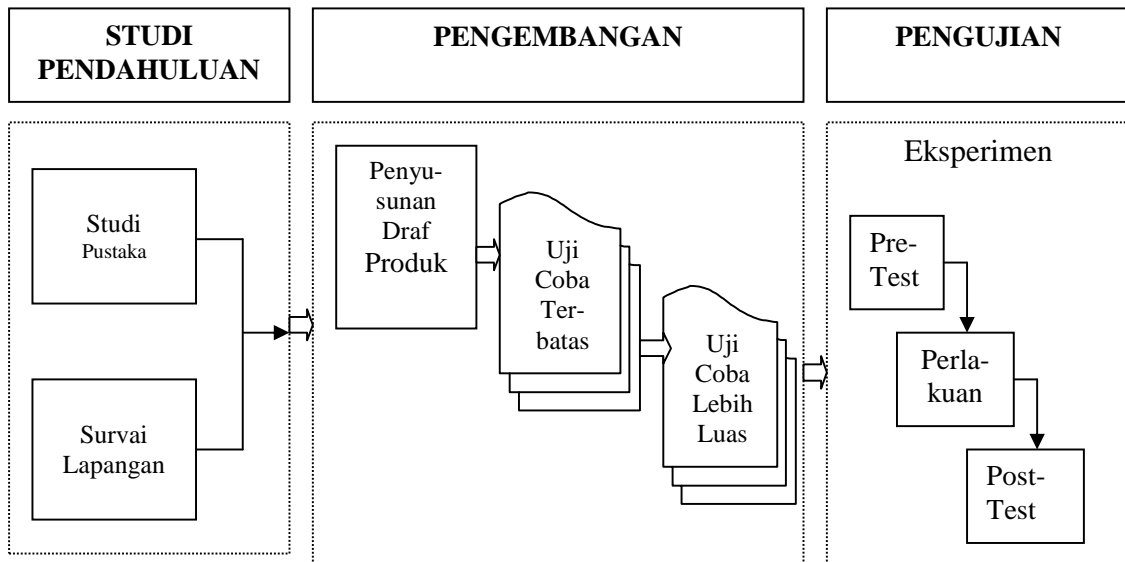 STUDI
PENDAHULUAN
PENGEMBANGAN
PENGUJIAN
Studi
Pustaka
Survai
Lapangan
Penyu-
sunan
Draf
Produk
Uji
Coba
Ter-
batas
Uji
Coba
Lebih
Luas
Eksperimen
Pre-
Test
Perla-
kuan
Post-
Test